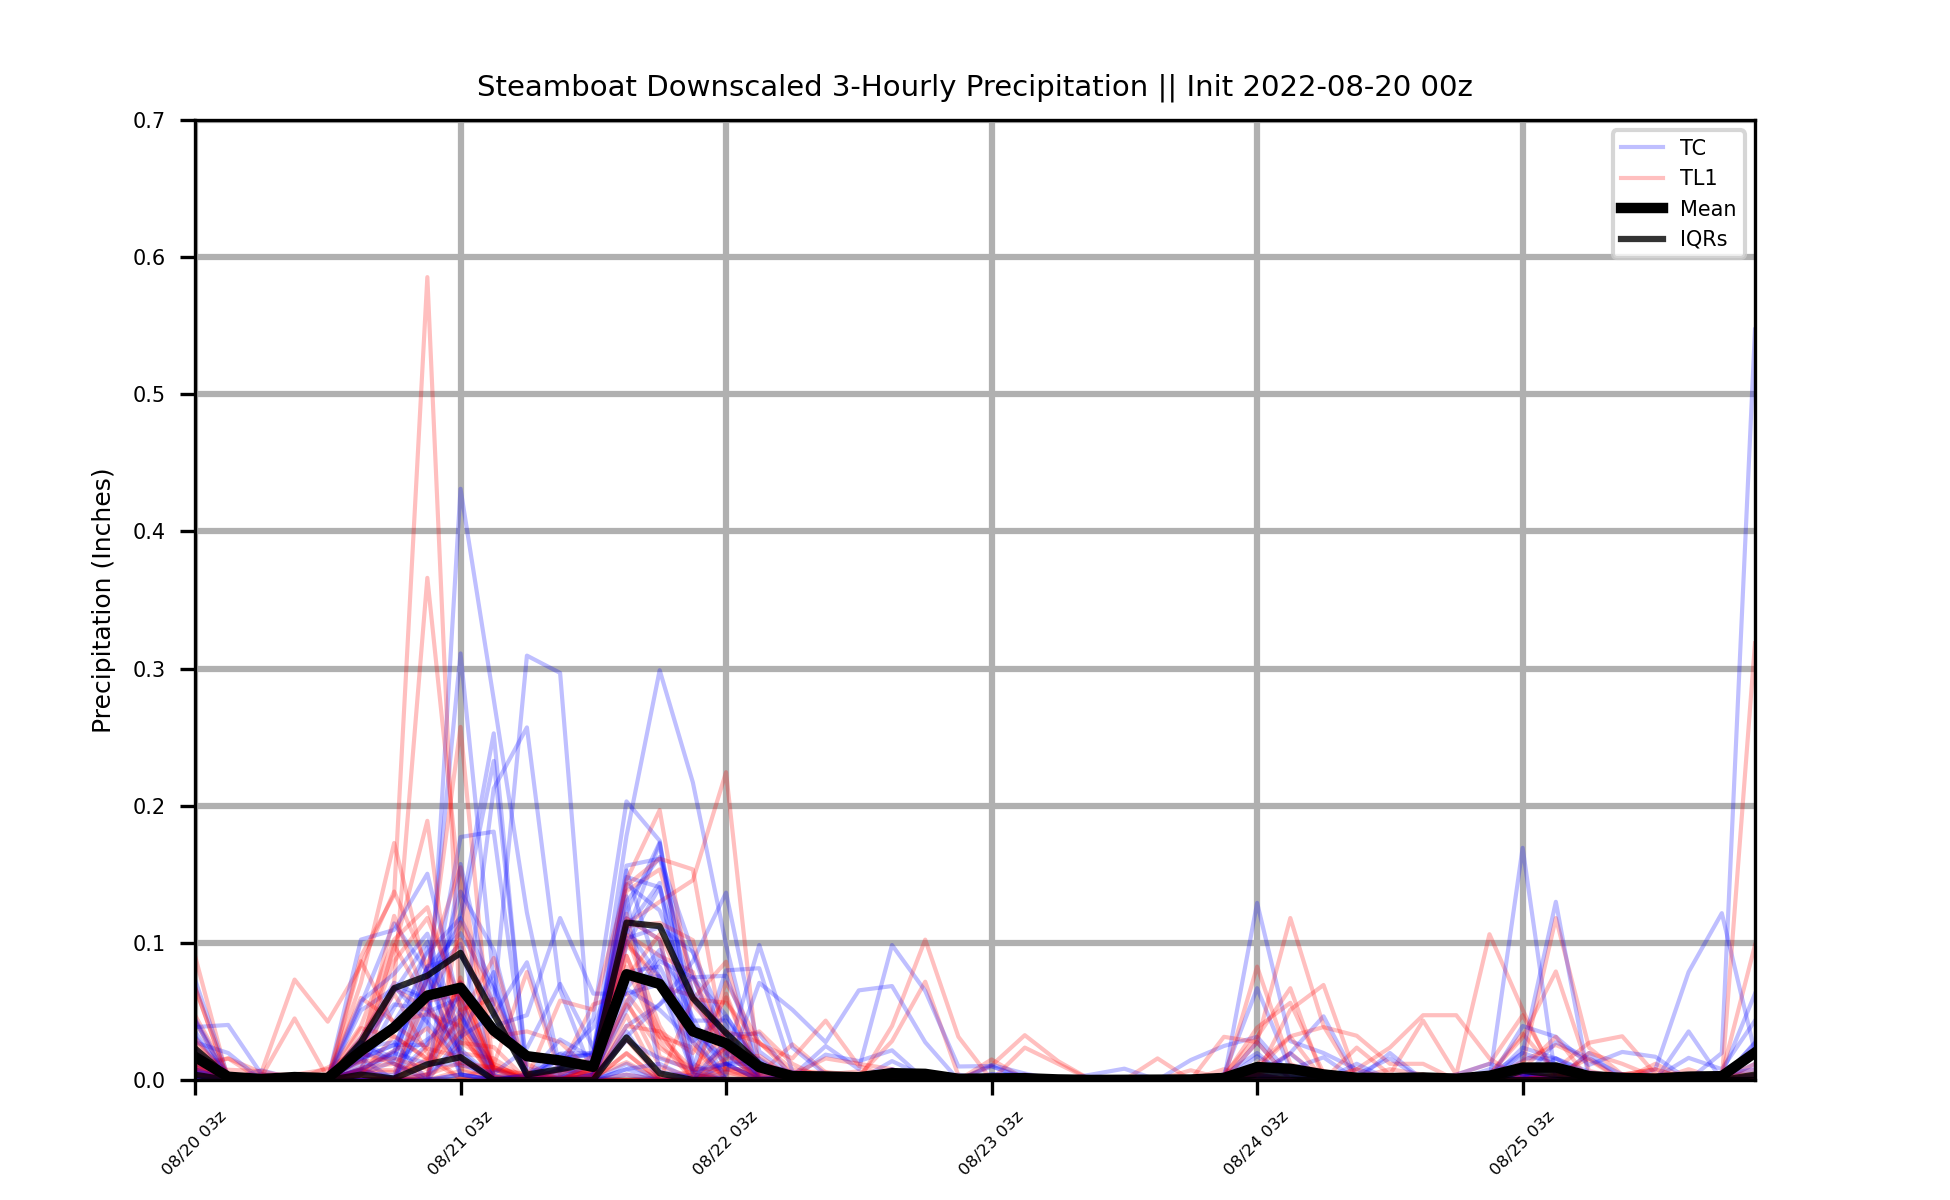 Steamboat Downscaled 3-Hourly Precipitation || Init 2022-08-20 00z
TC
TL1
Mean
IQRs
Precipitation (Inches)
0.7
0.6
0.5
0.4
0.3
0.2
0.1
0.0
08/20 03z
08/21 03z
08/22 03z
08/23 03z
08/24 03z
08/25 03z